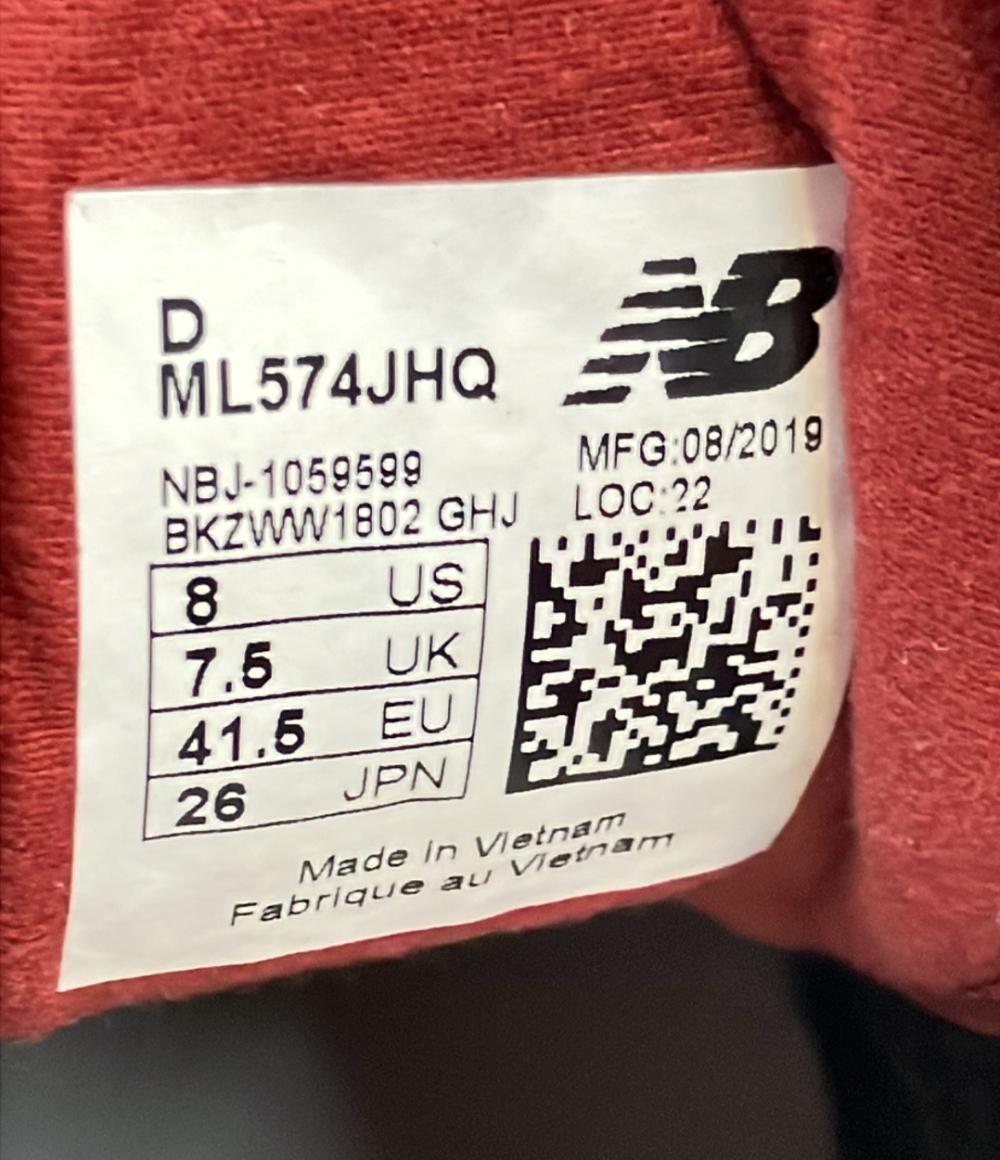 D
ML574JHQ
NB
MFG:08/2019
NBJ-1059599
LOC:22
BKZWW1802 GHJ
8 US
7.5 UK
41.5 EU
26 JPN
Made in Vietnam
Fabrique au Vietnam